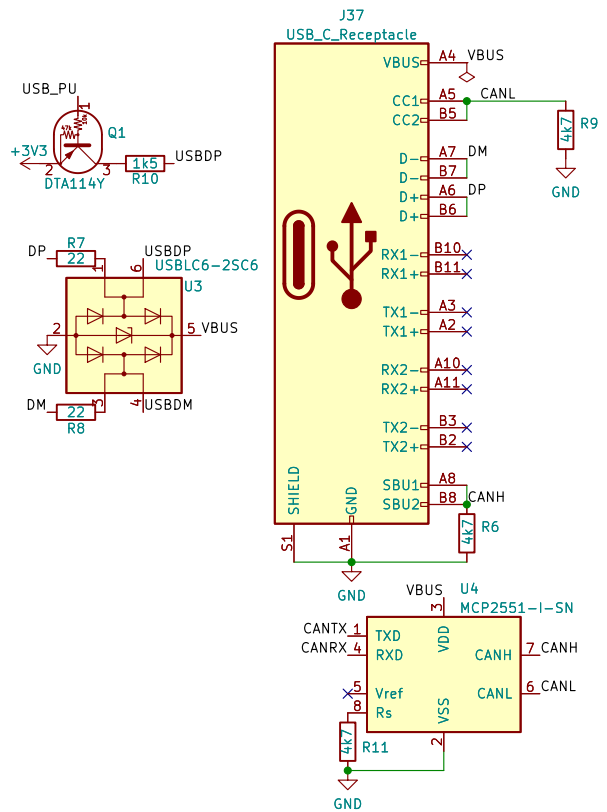 J37
USB_C_Receptacle
VBUS A4 VBUS
CC1 A5 CANL
CC2 B5
R9
4k7
GND
D- A7 DM
D- B7
D+ A6 DP
D+ B6
RX1- B10
RX1+ B11
TX1- A3
TX1+ A2
RX2- A10
RX2+ A11
TX2- B3
TX2+ B2
SBU1 A8
SBU2 B8 CANH
R6
4k7
SHIELD
GND
S1
A1
GND
USB_PU
1
Q1
47k
10k
+3V3
2
3
DTA114Y
1k5
R10
USBDP
DP
R7
22
1
6
USBDP
USBLC6-2SC6
U3
2
5
VBUS
GND
DM
22
R8
3
4
USBDM
VBUS
U4
MCP2551-I-SN
3
VDD
CANTX 1 TXD
CANRX 4 RXD
CANH 7 CANH
5 Vref
CANL 6 CANL
8 Rs
VSS
2
4k7
R11
GND